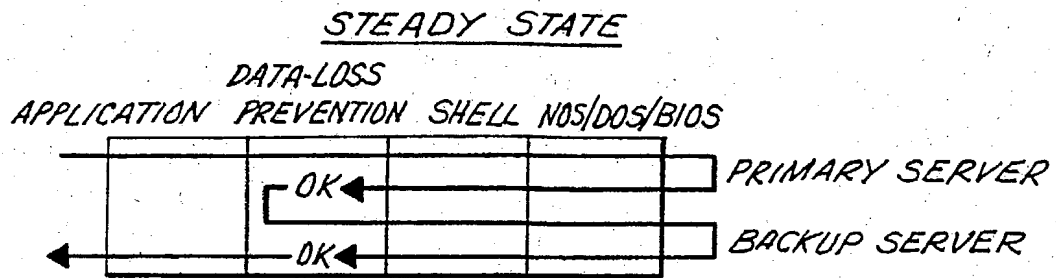 STEADY STATE
DATA-LOSS
APPLICATION PREVENTION SHELL NOS/DOS/BIOS
OK PRIMARY SERVER
OK BACKUP SERVER